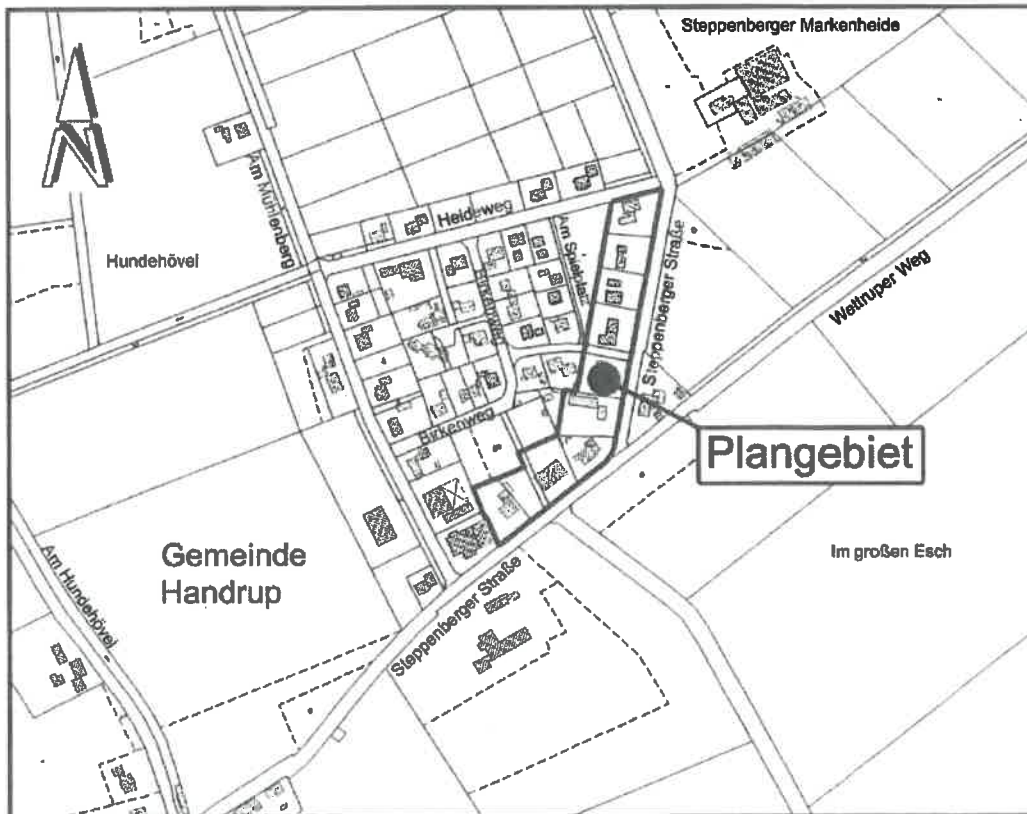 Steppenberger Markenheide
N
Am Mühlenberg
Heideweg
Am Spielplatz
Steppenberger Straße
Hundehövel
Birkenweg
Wettruper Weg
Birkenweg
Plangebiet
Gemeinde
Handrup
Im großen Esch
Am Hundehövel
Steppenberger Straße